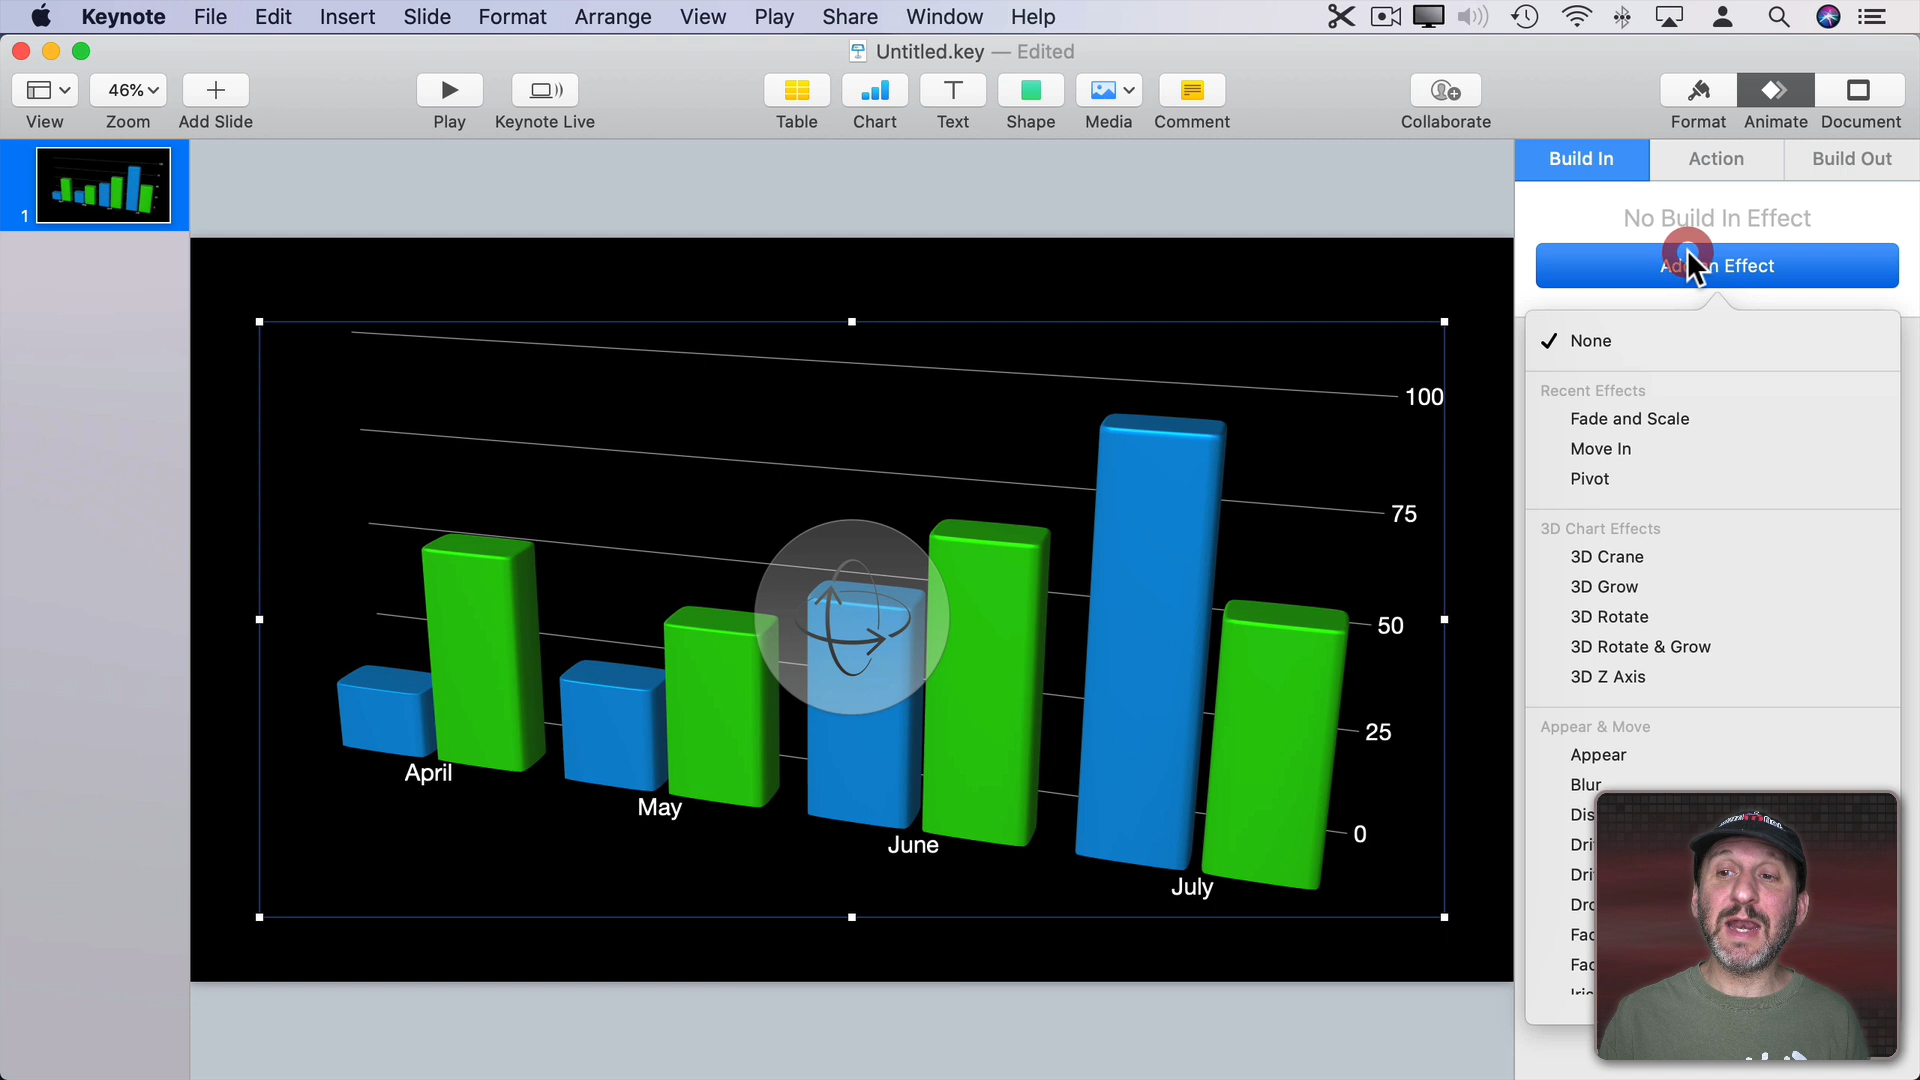 Keynote File Edit Insert Slide Format Arrange View Play Share Window Help
Untitled.key — Edited
46%
View Zoom Add Slide Play Keynote Live Table Chart Text Shape Media Comment Collaborate Format Animate Document
Build In Action Build Out
No Build In Effect
Effect
None
Recent Effects
Fade and Scale
Move In
Pivot
3D Chart Effects
3D Crane
3D Grow
3D Rotate
3D Rotate & Grow
3D Z Axis
Appear & Move
Appear
Blur
1
100
75
50
25
0
April
May
June
July